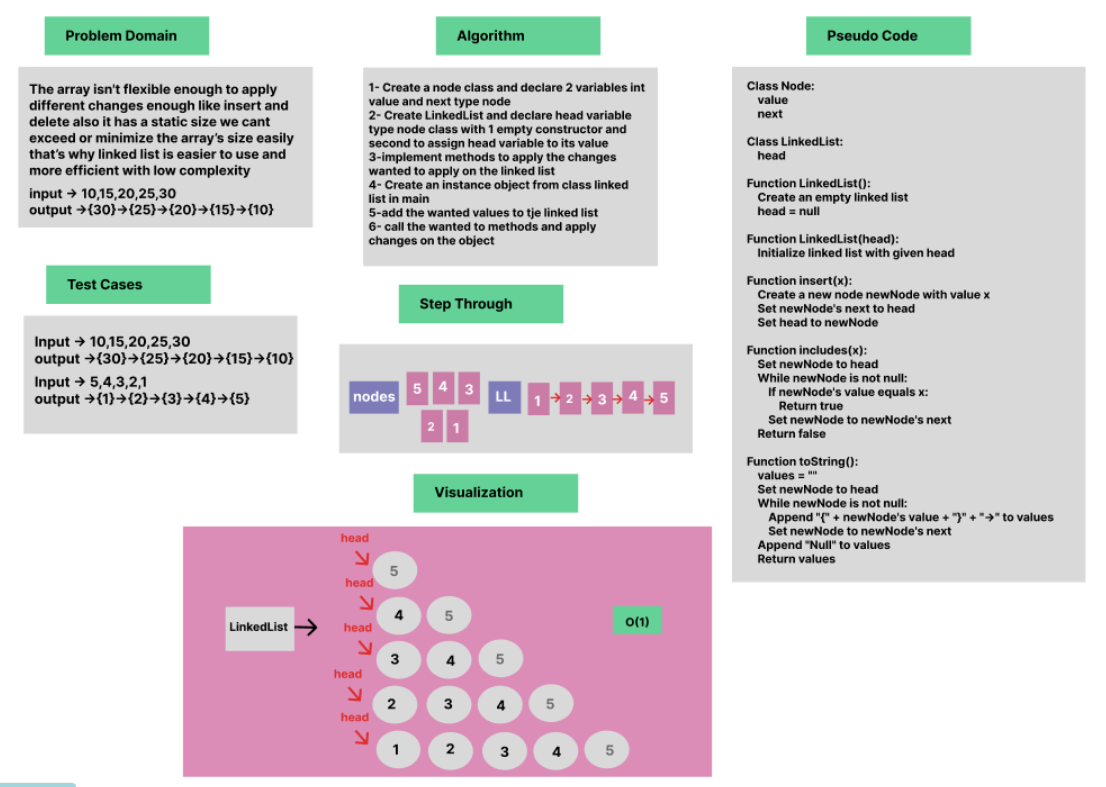 Problem Domain
The array isn't flexible enough to apply
different changes enough like insert and
delete also it has a static size we cant
exceed or minimize the array's size easily
that's why linked list is easier to use and
more efficient with low complexity
input → 10,15,20,25,30
output →{30}→{25}→{20}→{15}→{10}
Test Cases
Input → 10,15,20,25,30
output →{30}→{25}→{20}→{15}→{10}
Input → 5,4,3,2,1
output →{1}→{2}→{3}→{4}→{5}
Algorithm
1- Create a node class and declare 2 variables int
value and next type node
2- Create LinkedList and declare head variable
type node class with 1 empty constructor and
second to assign head variable to its value
3-implement methods to apply the changes
wanted to apply on the linked list
4- Create an instance object from class linked
list in main
5-add the wanted values to tje linked list
6- call the wanted to methods and apply
changes on the object
Step Through
nodes 5 4 3 LL 1 → 2 → 3 → 4 → 5
2 1
Visualization
head
5
head
4 5
LinkedList → O(1)
head
3 4 5
head
2 3 4 5
head
1 2 3 4 5
Pseudo Code
Class Node:
value
next
Class LinkedList:
head
Function LinkedList():
Create an empty linked list
head = null
Function LinkedList(head):
Initialize linked list with given head
Function insert(x):
Create a new node newNode with value x
Set newNode's next to head
Set head to newNode
Function includes(x):
Set newNode to head
While newNode is not null:
If newNode's value equals x:
Return true
Set newNode to newNode's next
Return false
Function toString():
values = ""
Set newNode to head
While newNode is not null:
Append "{" + newNode's value + "}" + "→" to values
Set newNode to newNode's next
Append "Null" to values
Return values